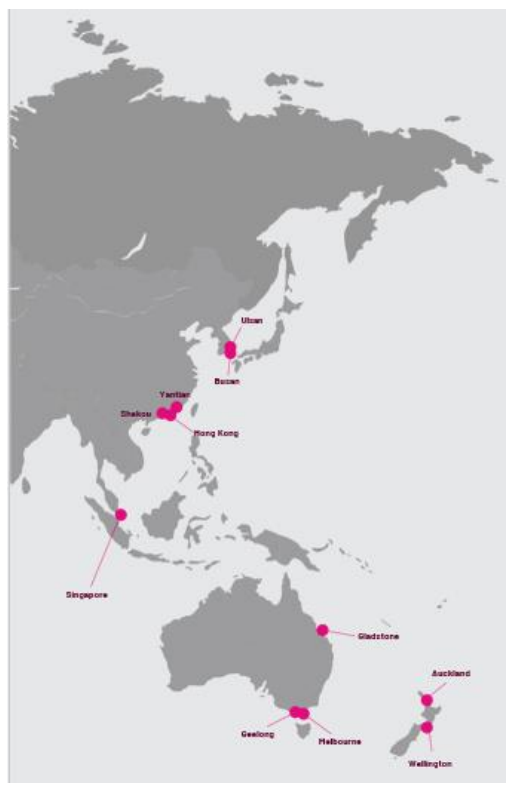 Ulsan
Busan
Yantian
Shekou
Hong Kong
Singapore
Gladstone
Auckland
Geelong
Melbourne
Wellington